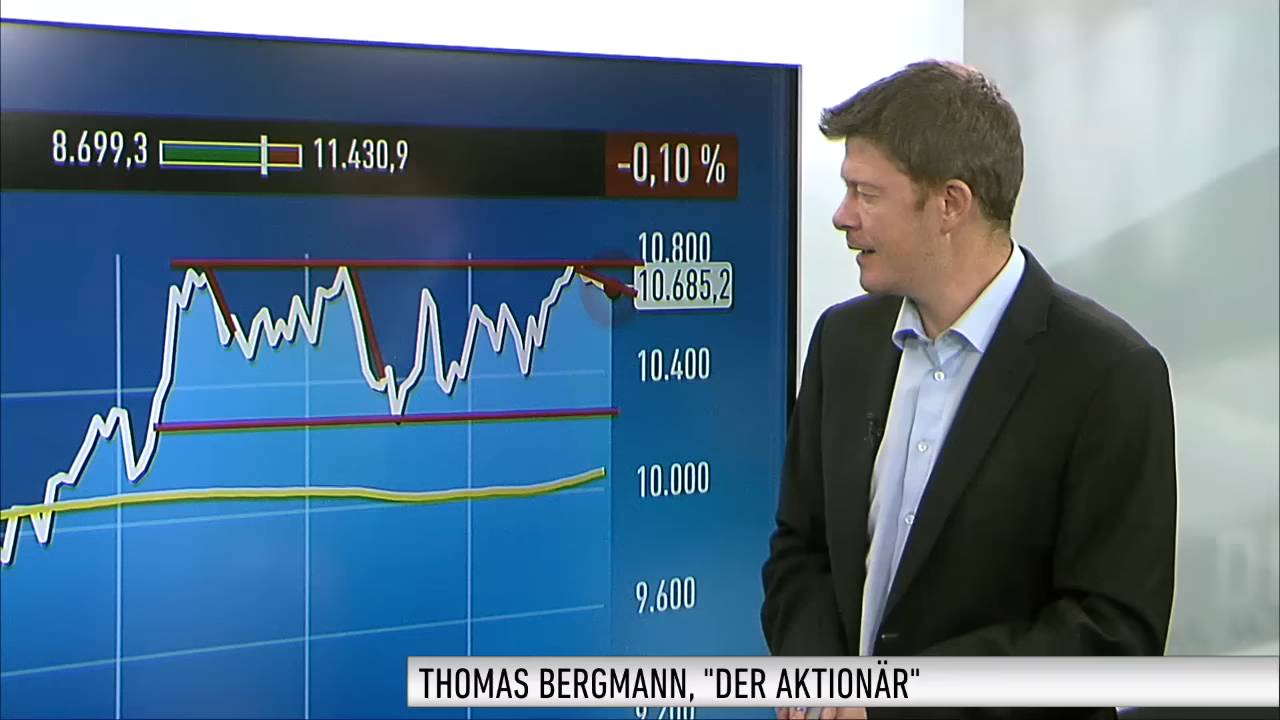 8.699,3 11.430,9 -0,10 %
10.800
10.685,2
10.400
10.000
9.600
THOMAS BERGMANN, "DER AKTIONÄR"